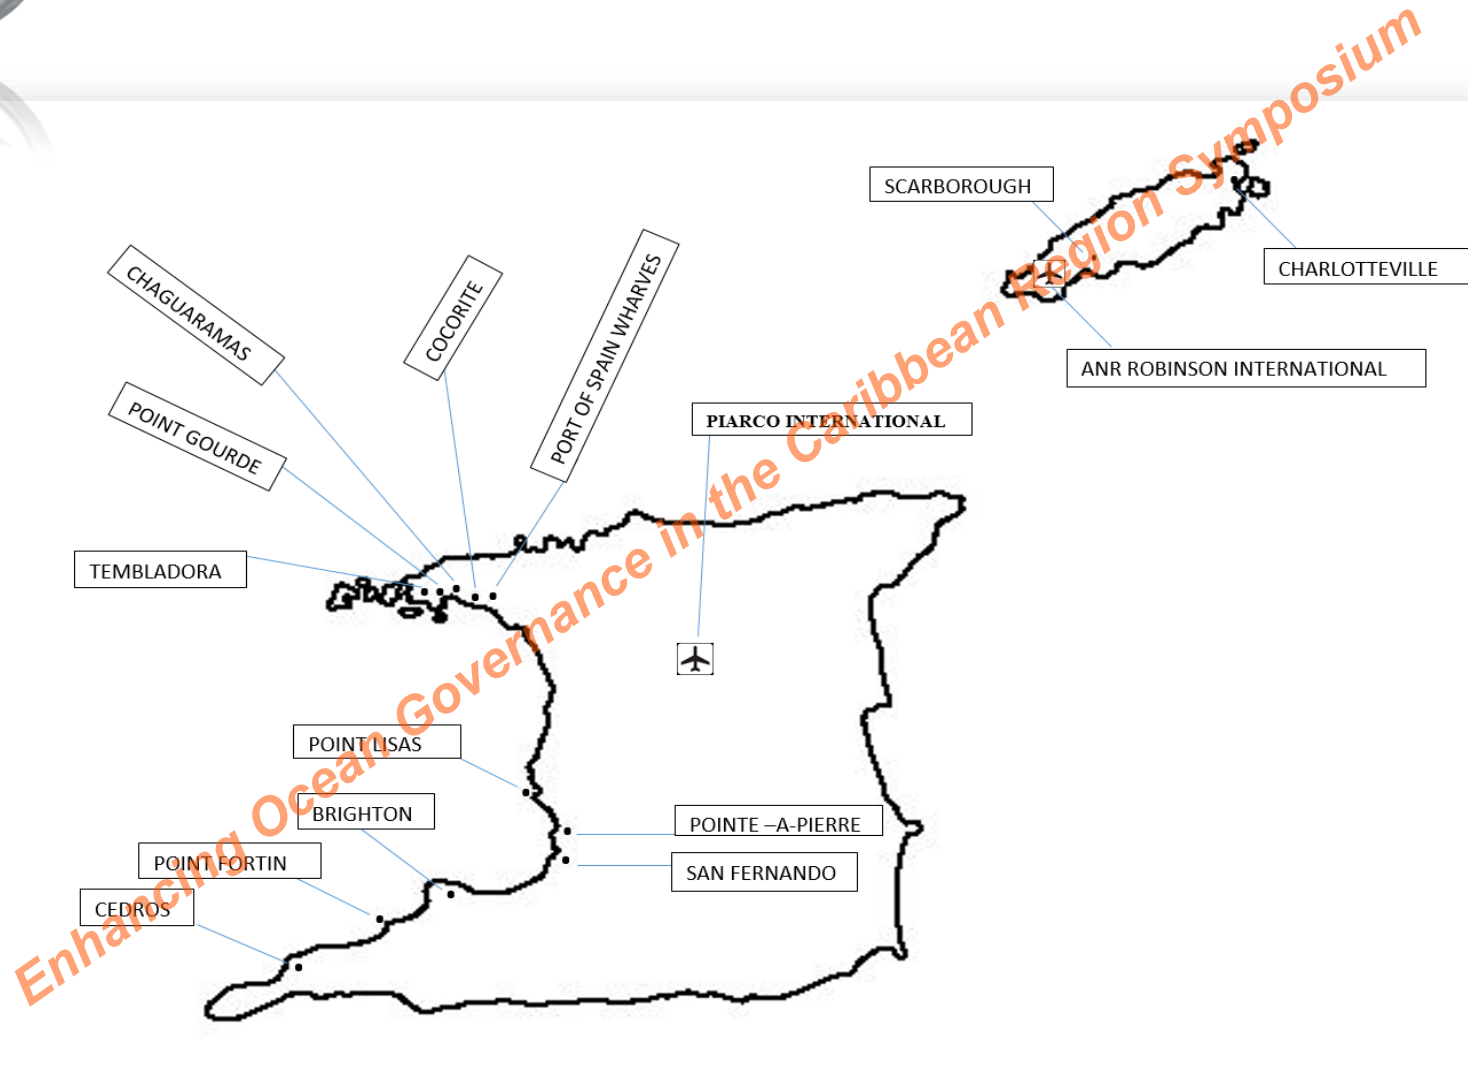 Enhancing Ocean Governance in the Caribbean Region Symposium
SCARBOROUGH
CHARLOTTEVILLE
ANR ROBINSON INTERNATIONAL
CHAGUARAMAS
COCORITE
PORT OF SPAIN WHARVES
POINT GOURDE
PIARCO INTERNATIONAL
TEMBLADORA
POINT LISAS
BRIGHTON
POINTE –A-PIERRE
POINT FORTIN
SAN FERNANDO
CEDROS